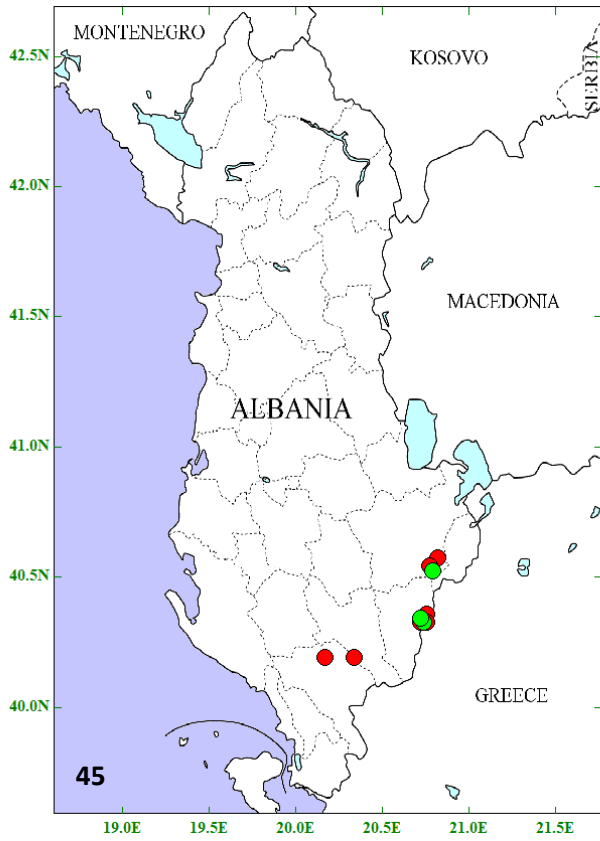 MONTENEGRO
KOSOVO
SERBIA
MACEDONIA
ALBANIA
GREECE
45
42.5N
42.0N
41.5N
41.0N
40.5N
40.0N
19.0E 19.5E 20.0E 20.5E 21.0E 21.5E